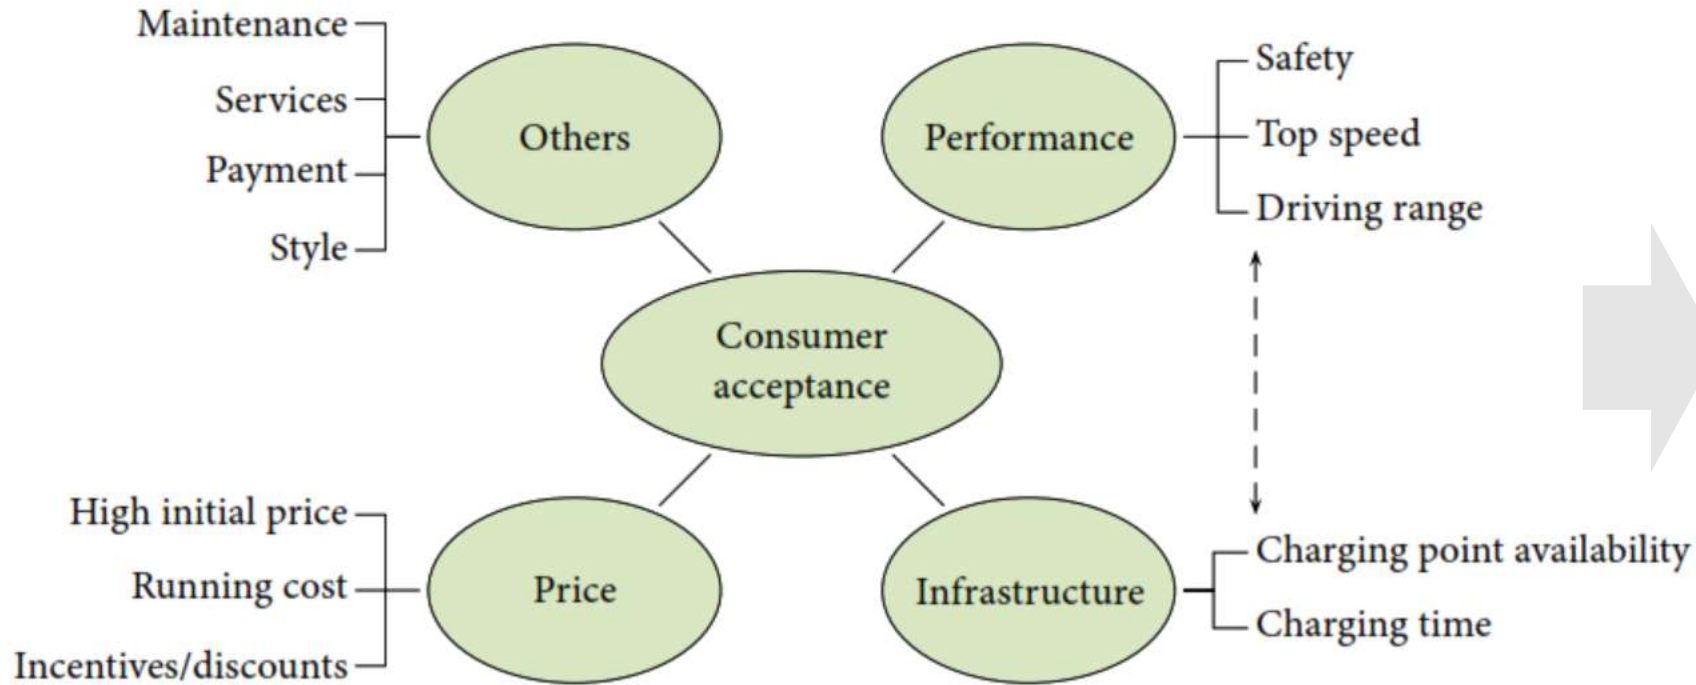 Maintenance
Services
Payment
Style
Others
Performance
Safety
Top speed
Driving range
Consumer
acceptance
High initial price
Running cost
Incentives/discounts
Price
Infrastructure
Charging point availability
Charging time